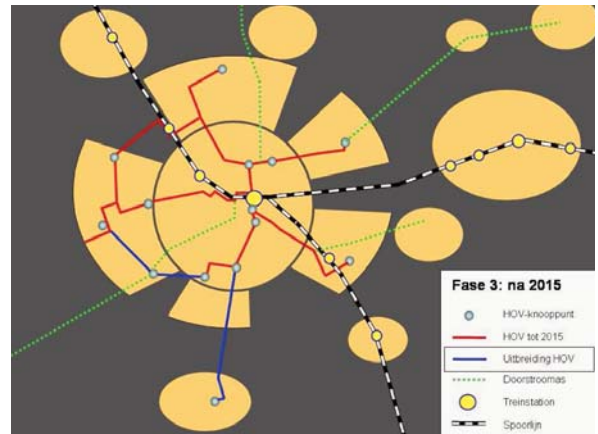 Fase 3: na 2015
HOV-knooppunt
HOV tot 2015
Uitbreiding HOV
Doorstroomas
Treinstation
Spoorlijn